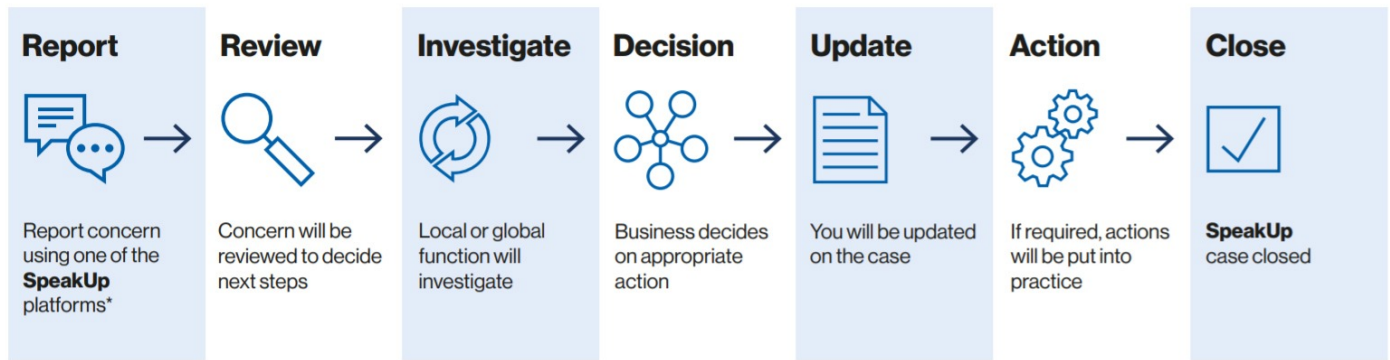 Report
Report concern
using one of the
SpeakUp
platforms*
Review
Concern will be
reviewed to decide
next steps
Investigate
Local or global
function will
investigate
Decision
Business decides
on appropriate
action
Update
You will be updated
on the case
Action
If required, actions
will be put into
practice
Close
SpeakUp
case closed